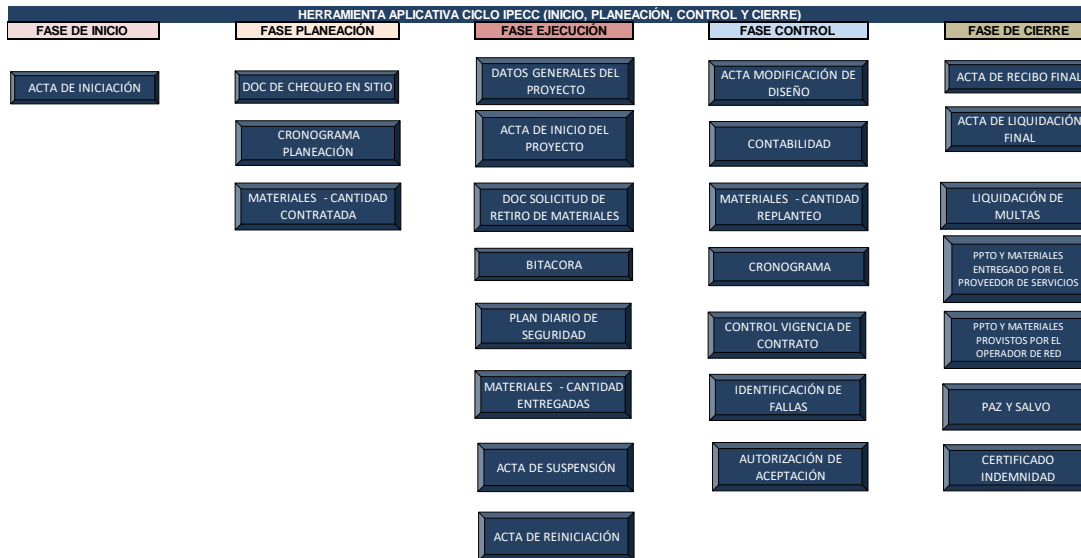 HERRAMIENTA APLICATIVA CICLO IPECC (INICIO, PLANEACIÓN, CONTROL Y CIERRE)
FASE DE INICIO
ACTA DE INICIACIÓN
FASE PLANEACIÓN
DOC DE CHEQUEO EN SITIO
CRONOGRAMA
PLANEACIÓN
MATERIALES - CANTIDAD
CONTRATADA
FASE EJECUCIÓN
DATOS GENERALES DEL
PROYECTO
ACTA DE INICIO DEL
PROYECTO
DOC SOLICITUD DE
RETIRO DE MATERIALES
BITACORA
PLAN DIARIO DE
SEGURIDAD
MATERIALES - CANTIDAD
ENTREGADAS
ACTA DE SUSPENSIÓN
ACTA DE REINICIACIÓN
FASE CONTROL
ACTA MODIFICACIÓN DE
DISEÑO
CONTABILIDAD
MATERIALES - CANTIDAD
REPLANTEO
CRONOGRAMA
CONTROL VIGENCIA DE
CONTRATO
IDENTIFICACIÓN DE
FALLAS
AUTORIZACIÓN DE
ACEPTACIÓN
FASE DE CIERRE
ACTA DE RECIBO FINAL
ACTA DE LIQUIDACIÓN
FINAL
LIQUIDACIÓN DE
MULTAS
PPTO Y MATERIALES
ENTREGADO POR EL
PROVEEDOR DE SERVICIOS
PPTO Y MATERIALES
PROVISTOS POR EL
OPERADOR DE RED
PAZ Y SALVO
CERTIFICADO
INDEMNIDAD